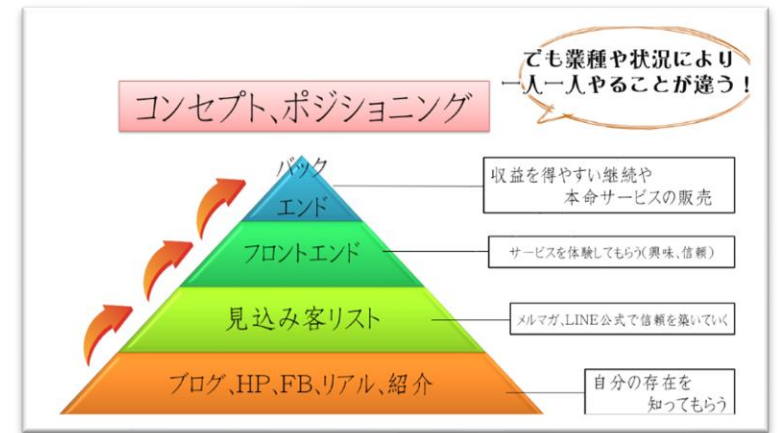 でも業種や状況により
一人一人やることが違う!
コンセプト、ポジショニング
バック
エンド
収益を得やすい継続や
本命サービスの販売
フロントエンド
サービスを体験してもらう(興味、信頼)
見込み客リスト
メルマガ、LINE公式で信頼を築いていく
ブログ、HP、FB、リアル、紹介
自分の存在を
知ってもらう